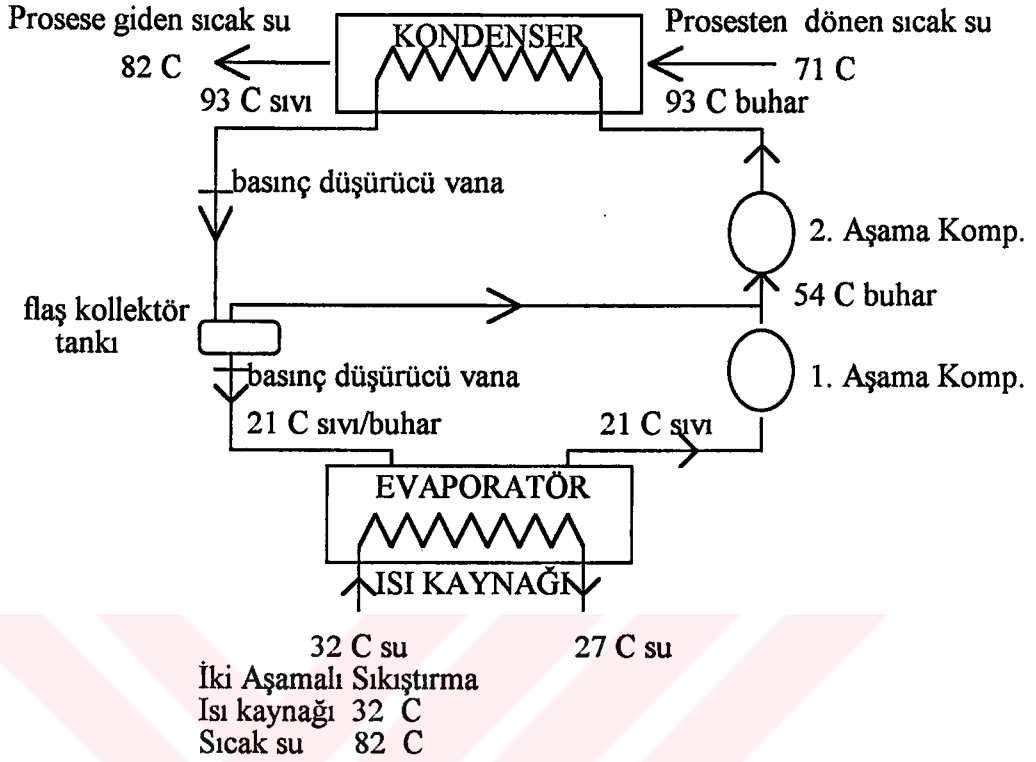 Prosese giden sıcak su
KONDENSER
Prosesten dönen sıcak su
82 C
71 C
93 C sıvı
93 C buhar
basınç düşürücü vana
2. Aşama Komp.
54 C buhar
flaş kollektör
tankı
basınç düşürücü vana
1. Aşama Komp.
21 C sıvı/buhar
21 C sıvı
EVAPORATÖR
ISI KAYNAĞI
32 C su
27 C su
İki Aşamalı Sıkıştırma
Isı kaynağı 32 C
Sıcak su 82 C